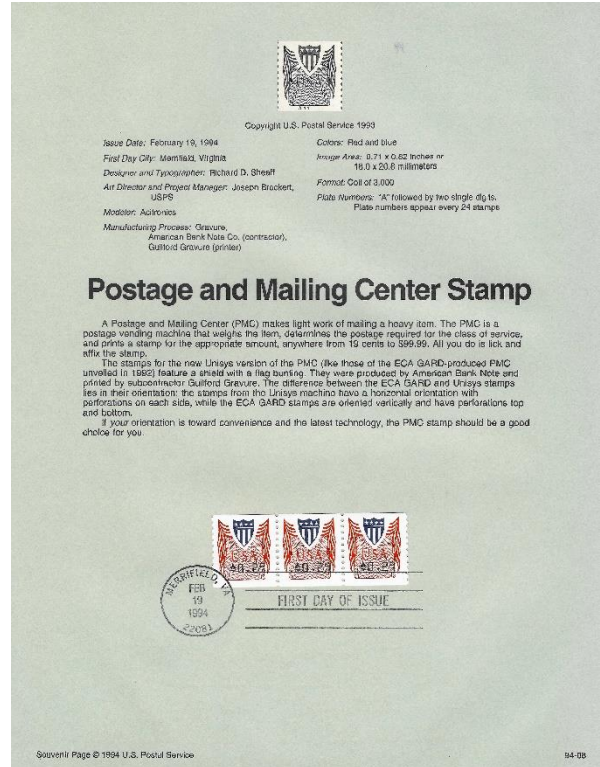 Copyright U.S. Postal Service 1993
Issue Date: February 19, 1994
First Day City: Merrifield, Virginia
Designer and Typographer: Richard D. Sheaff
Art Director and Project Manager: Joseph Brockert,
USPS
Modeler: Acitronics
Manufacturing Process: Gravure,
American Bank Note Co. (contractor),
Guilford Gravure (printer)
Colors: Red and blue
Image Area: 0.71 x 0.82 inches or
18.0 x 20.8 millimeters
Format: Coil of 3,000
Plate Numbers: "A" followed by two single digits.
Plate numbers appear every 24 stamps
Postage and Mailing Center Stamp
A Postage and Mailing Center (PMC) makes light work of mailing a heavy item. The PMC is a
postage vending machine that weighs the item, determines the postage required for the class of service,
and prints a stamp for the appropriate amount, anywhere from 19 cents to $99.99. All you do is lick and
affix the stamp.
The stamps for the new Unisys version of the PMC (like those of the ECA GARD-produced PMC
unveiled in 1992) feature a shield with a flag bunting. They were produced by American Bank Note and
printed by subcontractor Guilford Gravure. The difference between the ECA GARD and Unisys stamps
lies in their orientation: the stamps from the Unisys machine have a horizontal orientation with
perforations on each side, while the ECA GARD stamps are oriented vertically and have perforations top
and bottom.
If your orientation is toward convenience and the latest technology, the PMC stamp should be a good
choice for you.
USA USA USA
MERRIFIELD, VA
FEB
19
1994
22081
FIRST DAY OF ISSUE
Souvenir Page © 1994 U.S. Postal Service
94-08